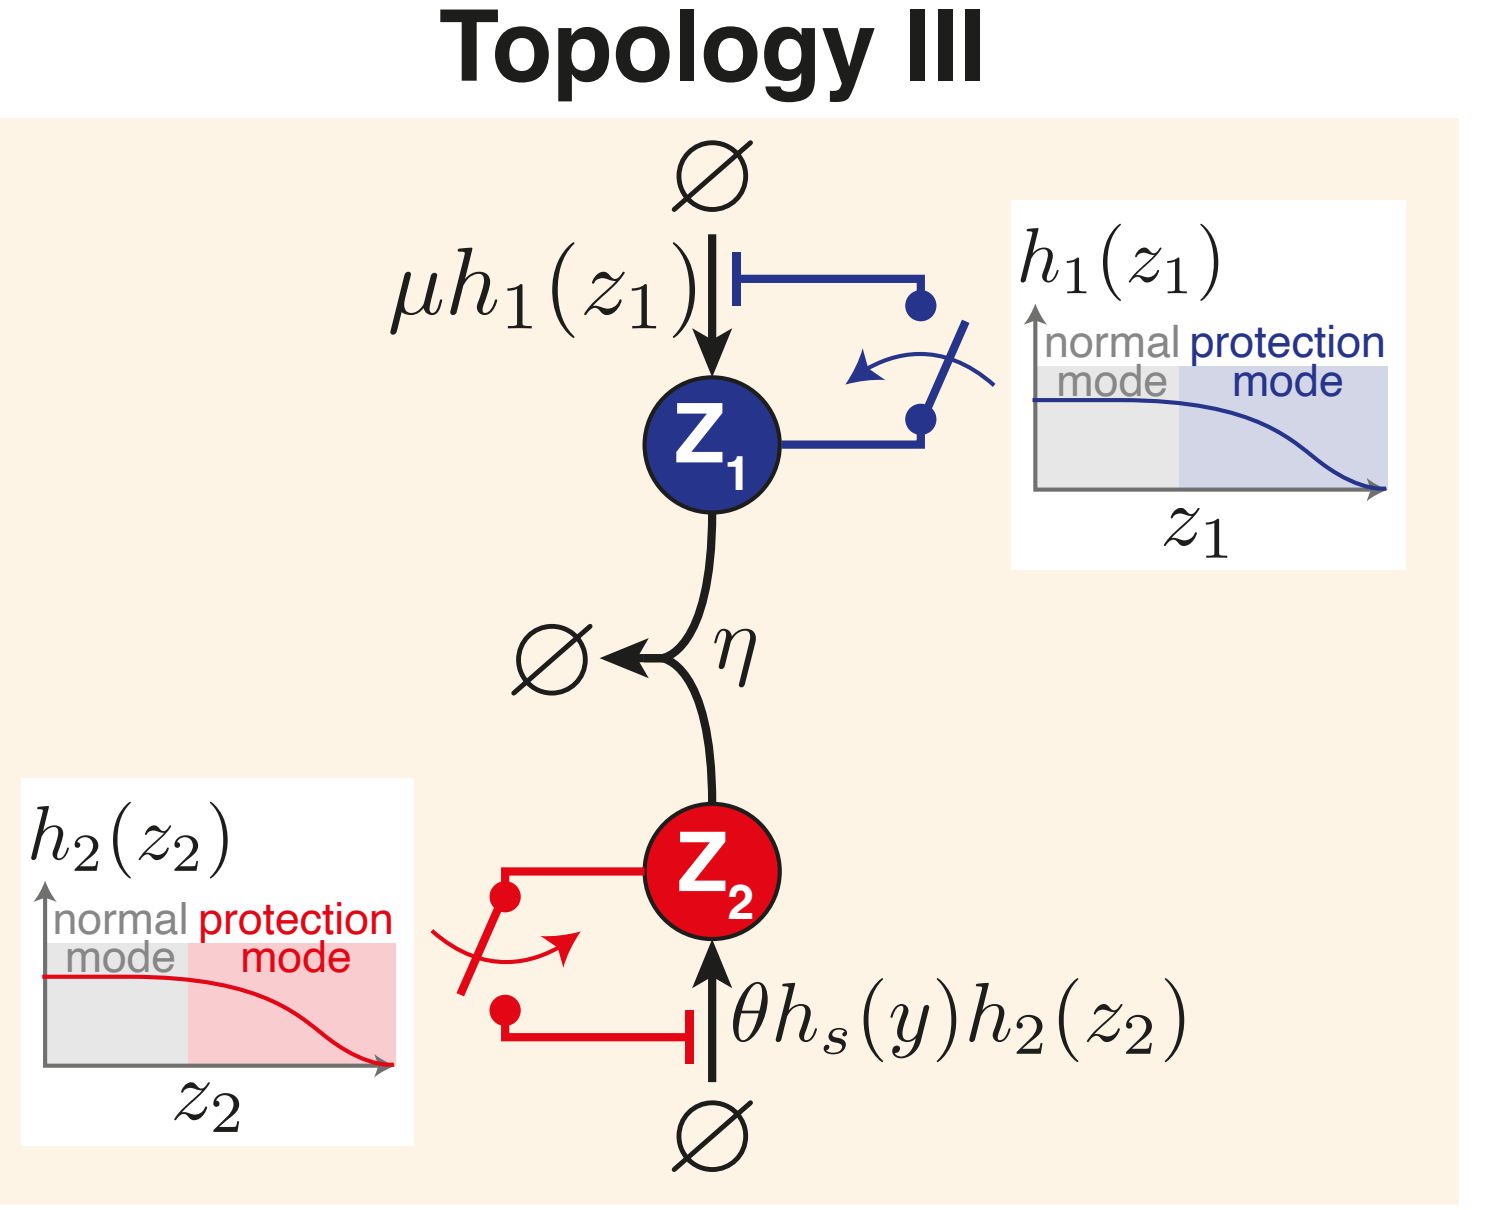 Topology III
∅
μh₁(z₁)
h₁(z₁)
normal protection
mode mode
z₁
Z₁
∅
η
h₂(z₂)
normal protection
mode mode
z₂
Z₂
θhₛ(y)h₂(z₂)
∅